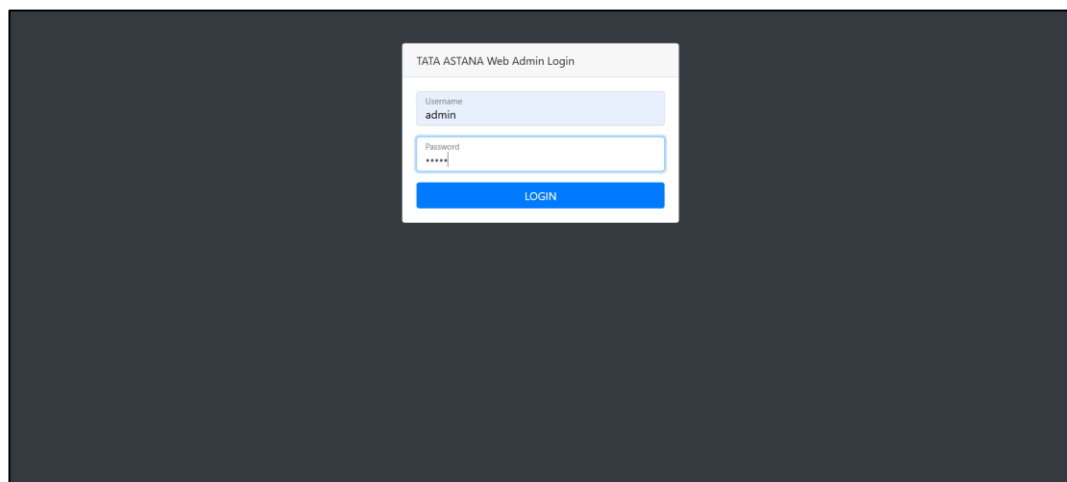 TATA ASTANA Web Admin Login
Username
admin
Password
•••••
LOGIN